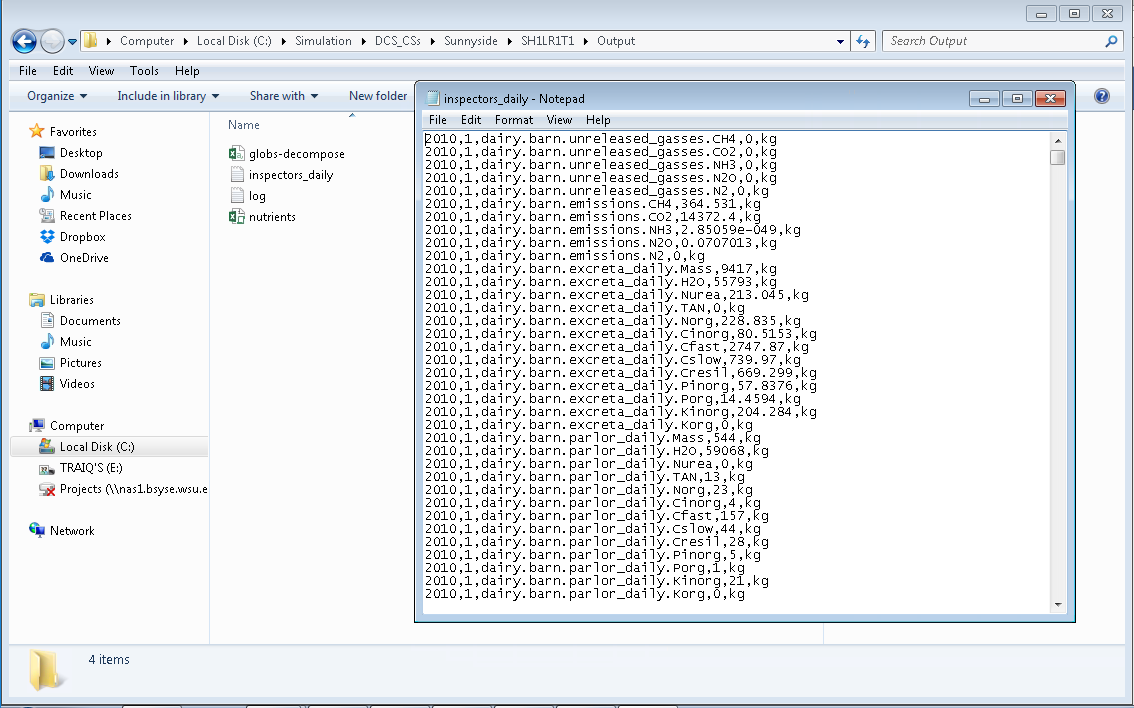 Computer Local Disk (C:) Simulation DCS_CSs Sunnyside SH1LR1T1 Output
Search Output
File Edit View Tools Help
Organize Include in library Share with New folder
Favorites
Desktop
Downloads
Music
Recent Places
Dropbox
OneDrive
Libraries
Documents
Music
Pictures
Videos
Computer
Local Disk (C:)
TRAIQ'S (E:)
Projects (\\nas1.bsyse.wsu.e
Network
Name
globs-decompose
inspectors_daily
log
nutrients
inspectors_daily - Notepad
File Edit Format View Help
2010,1,dairy.barn.unreleased_gasses.CH4,0,kg
2010,1,dairy.barn.unreleased_gasses.CO2,0,kg
2010,1,dairy.barn.unreleased_gasses.NH3,0,kg
2010,1,dairy.barn.unreleased_gasses.N2O,0,kg
2010,1,dairy.barn.unreleased_gasses.N2,0,kg
2010,1,dairy.barn.emissions.CH4,364.531,kg
2010,1,dairy.barn.emissions.CO2,14372.4,kg
2010,1,dairy.barn.emissions.NH3,2.85059e-049,kg
2010,1,dairy.barn.emissions.N2O,0.0707013,kg
2010,1,dairy.barn.emissions.N2,0,kg
2010,1,dairy.barn.excreta_daily.Mass,9417,kg
2010,1,dairy.barn.excreta_daily.H2O,55793,kg
2010,1,dairy.barn.excreta_daily.Nurea,213.045,kg
2010,1,dairy.barn.excreta_daily.TAN,0,kg
2010,1,dairy.barn.excreta_daily.Norg,228.835,kg
2010,1,dairy.barn.excreta_daily.Cinorg,80.5153,kg
2010,1,dairy.barn.excreta_daily.Cfast,2747.87,kg
2010,1,dairy.barn.excreta_daily.Cslow,739.97,kg
2010,1,dairy.barn.excreta_daily.Cresil,669.299,kg
2010,1,dairy.barn.excreta_daily.Pinorg,57.8376,kg
2010,1,dairy.barn.excreta_daily.Porg,14.4594,kg
2010,1,dairy.barn.excreta_daily.Kinorg,204.284,kg
2010,1,dairy.barn.excreta_daily.Korg,0,kg
2010,1,dairy.barn.parlor_daily.Mass,544,kg
2010,1,dairy.barn.parlor_daily.H2O,59068,kg
2010,1,dairy.barn.parlor_daily.Nurea,0,kg
2010,1,dairy.barn.parlor_daily.TAN,13,kg
2010,1,dairy.barn.parlor_daily.Norg,23,kg
2010,1,dairy.barn.parlor_daily.Cinorg,4,kg
2010,1,dairy.barn.parlor_daily.Cfast,157,kg
2010,1,dairy.barn.parlor_daily.Cslow,44,kg
2010,1,dairy.barn.parlor_daily.Cresil,28,kg
2010,1,dairy.barn.parlor_daily.Pinorg,5,kg
2010,1,dairy.barn.parlor_daily.Porg,1,kg
2010,1,dairy.barn.parlor_daily.Kinorg,21,kg
2010,1,dairy.barn.parlor_daily.Korg,0,kg
4 items